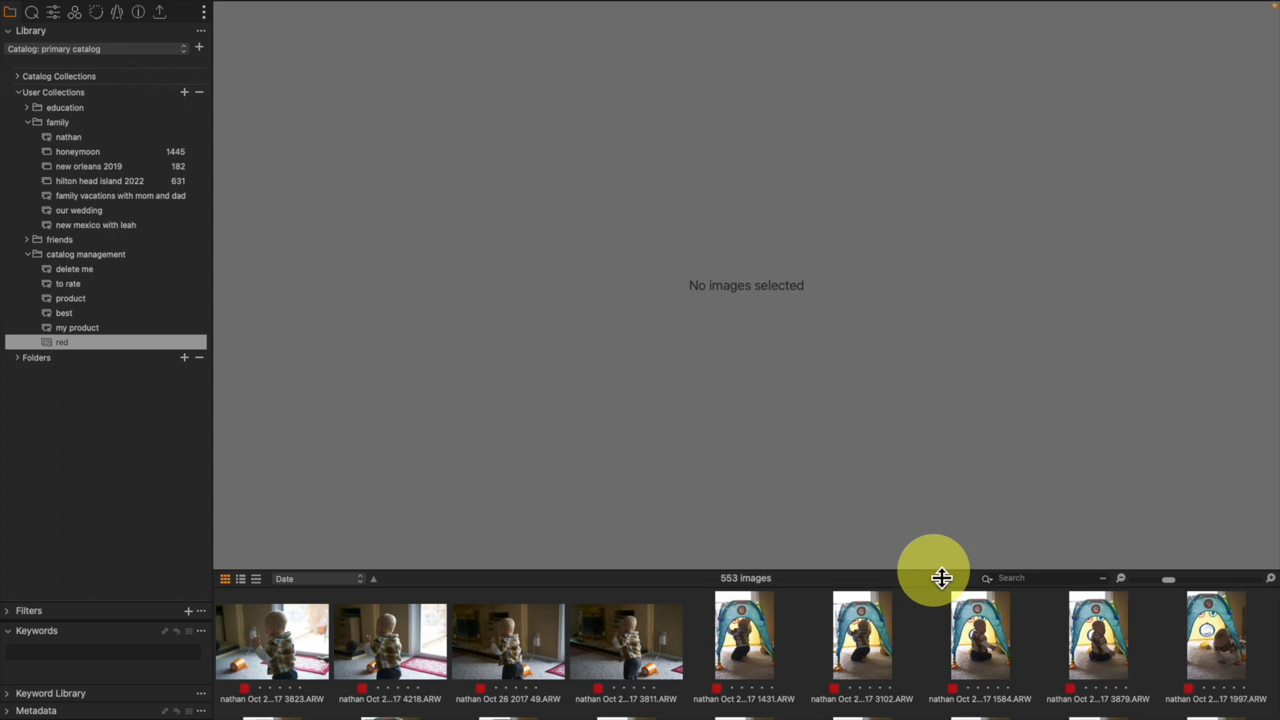 Library
Catalog: primary catalog
Catalog Collections
User Collections
education
family
nathan
honeymoon 1445
new orleans 2019 182
hilton head island 2022 631
family vacations with mom and dad
our wedding
new mexico with leah
friends
catalog management
delete me
to rate
product
best
my product
red
Folders
No images selected
Date
553 images
Search
Filters
Keywords
Keyword Library
Metadata
nathan Oct 2...17 3823.ARW
nathan Oct 2...17 4218.ARW
nathan Oct 28 2017 49.ARW
nathan Oct 2...17 3811.ARW
nathan Oct 2...17 1431.ARW
nathan Oct 2...17 3102.ARW
nathan Oct 2...17 1584.ARW
nathan Oct 2...17 3879.ARW
nathan Oct 2...17 1997.ARW